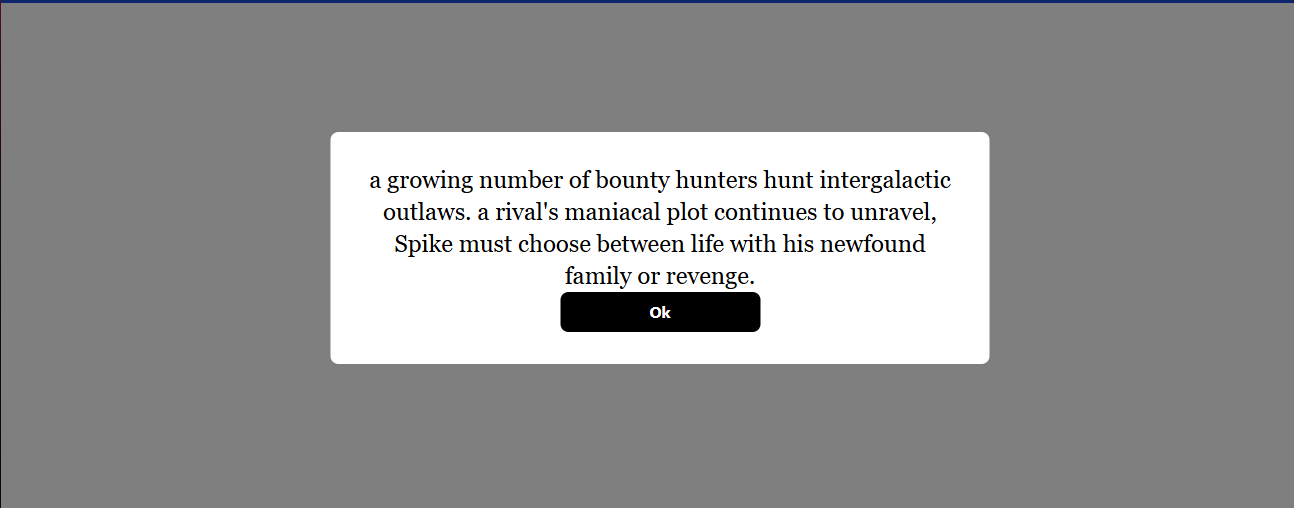 a growing number of bounty hunters hunt intergalactic
outlaws. a rival's maniacal plot continues to unravel,
Spike must choose between life with his newfound
family or revenge.
Ok